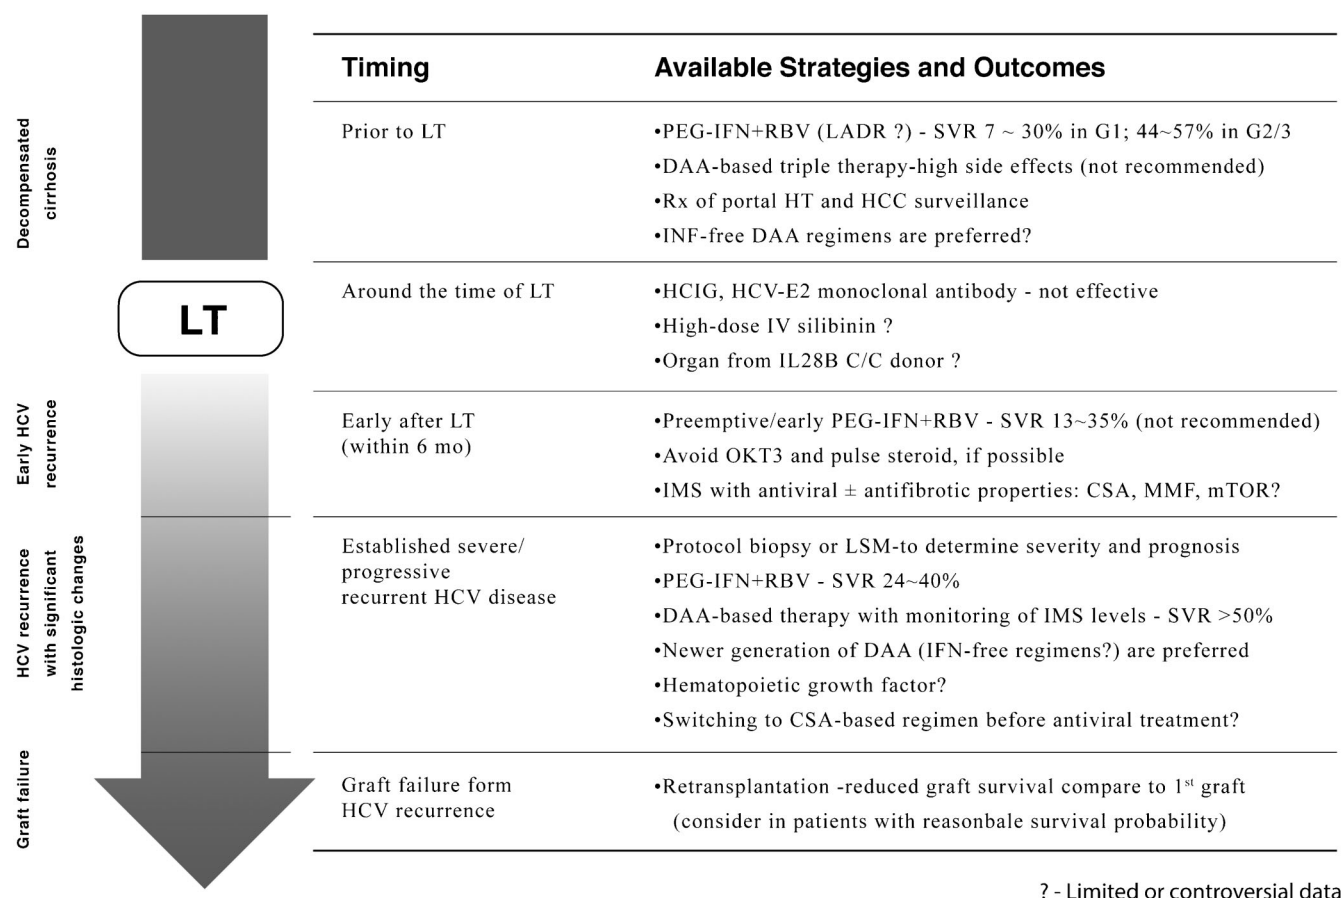 Timing
Available Strategies and Outcomes
Decompensated
cirrhosis
Prior to LT
•PEG-IFN+RBV (LADR ?) - SVR 7 ~ 30% in G1; 44~57% in G2/3
•DAA-based triple therapy-high side effects (not recommended)
•Rx of portal HT and HCC surveillance
•INF-free DAA regimens are preferred?
LT
Around the time of LT
•HCIG, HCV-E2 monoclonal antibody - not effective
•High-dose IV silibinin ?
•Organ from IL28B C/C donor ?
Early HCV
recurrence
Early after LT
(within 6 mo)
•Preemptive/early PEG-IFN+RBV - SVR 13~35% (not recommended)
•Avoid OKT3 and pulse steroid, if possible
•IMS with antiviral ± antifibrotic properties: CSA, MMF, mTOR?
HCV recurrence
with significant
histologic changes
Established severe/
progressive
recurrent HCV disease
•Protocol biopsy or LSM-to determine severity and prognosis
•PEG-IFN+RBV - SVR 24~40%
•DAA-based therapy with monitoring of IMS levels - SVR >50%
•Newer generation of DAA (IFN-free regimens?) are preferred
•Hematopoietic growth factor?
•Switching to CSA-based regimen before antiviral treatment?
Graft failure
Graft failure form
HCV recurrence
•Retransplantation -reduced graft survival compare to 1st graft
(consider in patients with reasonbale survival probability)
? - Limited or controversial data